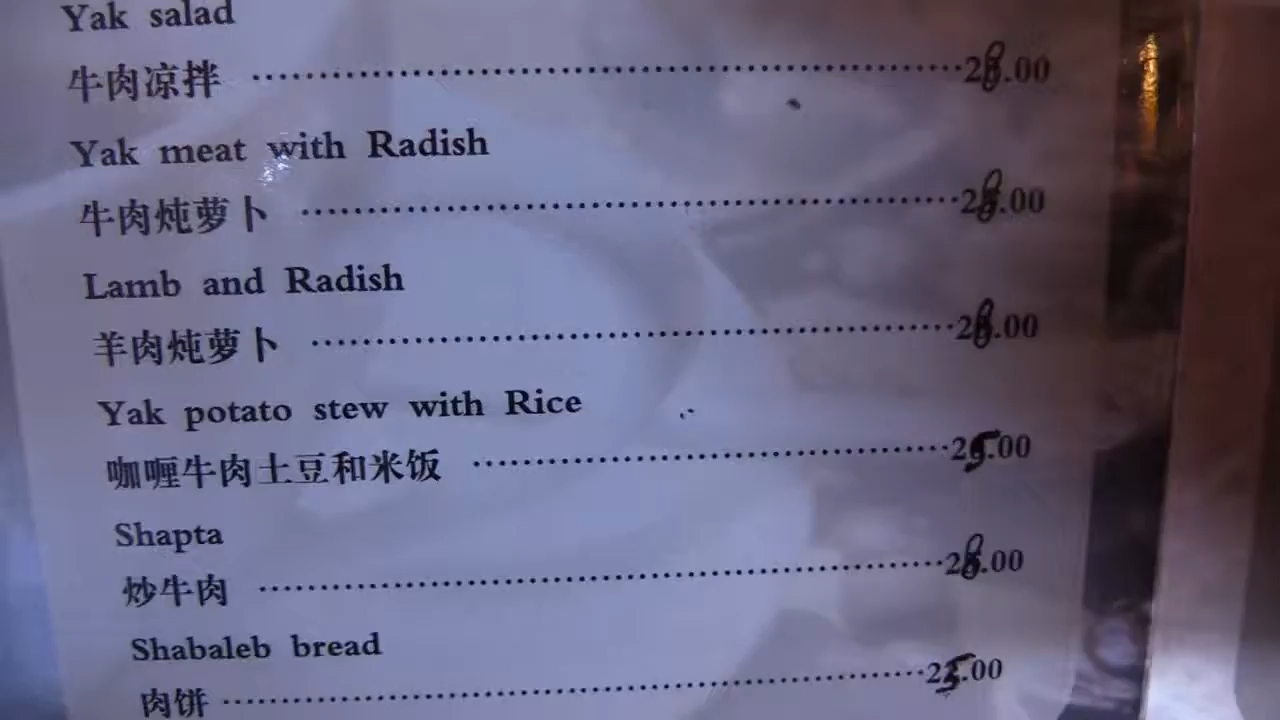 Yak salad
牛肉凉拌 ........ 28.00
Yak meat with Radish
牛肉炖萝卜 ........ 28.00
Lamb and Radish
羊肉炖萝卜 ........ 28.00
Yak potato stew with Rice
咖喱牛肉土豆和米饭 ........ 25.00
Shapta
炒牛肉 ........ 28.00
Shabaleb bread
肉饼 ........ 25.00